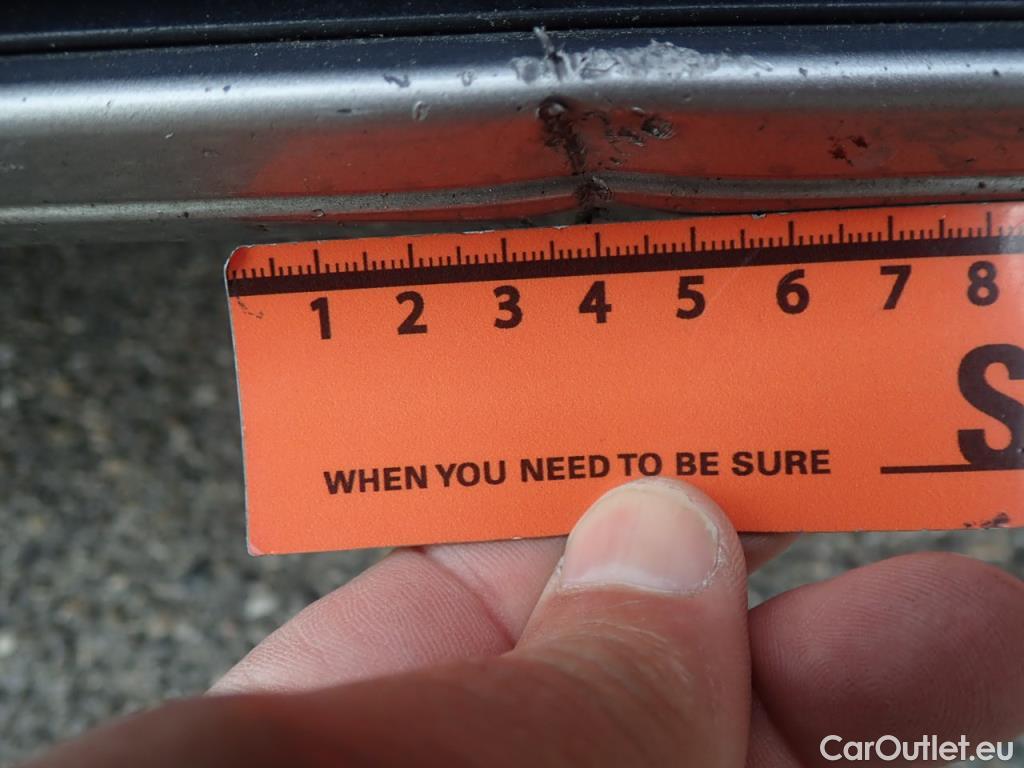 1 2 3 4 5 6 7 8
S
WHEN YOU NEED TO BE SURE
CarOutlet.eu